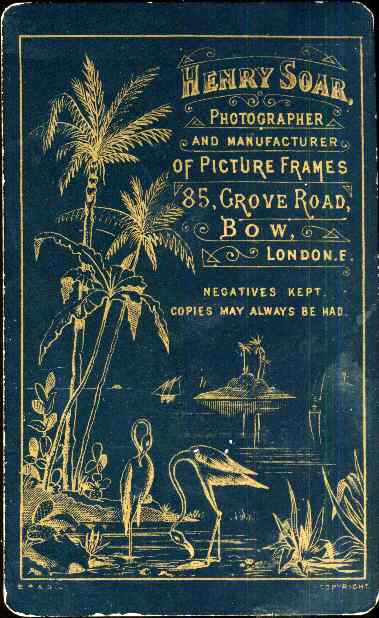 HENRY SOAR,
PHOTOGRAPHER
AND MANUFACTURER
OF PICTURE FRAMES
85, GROVE ROAD,
BOW,
LONDON.E.
NEGATIVES KEPT.
COPIES MAY ALWAYS BE HAD.
COPYRIGHT.